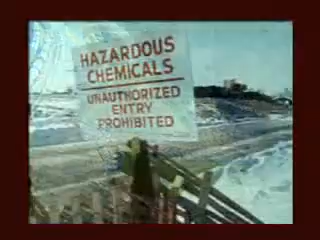 HAZARDOUS
CHEMICALS
UNAUTHORIZED
ENTRY
PROHIBITED